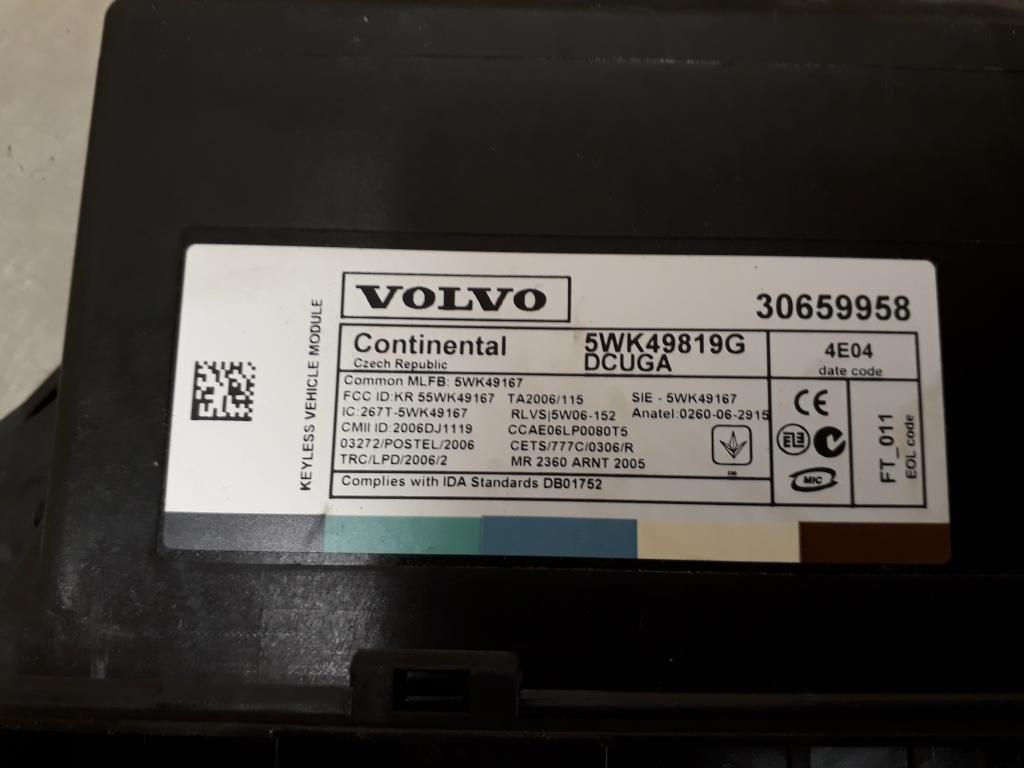 VOLVO
30659958
KEYLESS VEHICLE MODULE
Continental 5WK49819G
Czech Republic DCUGA
4E04
date code
Common MLFB: 5WK49167
FCC ID:KR 55WK49167 TA2006/115 SIE - 5WK49167
IC:267T-5WK49167 RLVS|5W06-152 Anatel:0260-06-2915
CMII ID:2006DJ1119 CCAE06LP0080T5
03272/POSTEL/2006 CETS/777C/0306/R
TRC/LPD/2006/2 MR 2360 ARNT 2005
Complies with IDA Standards DB01752
CE
MIC
FT_011
EOL code